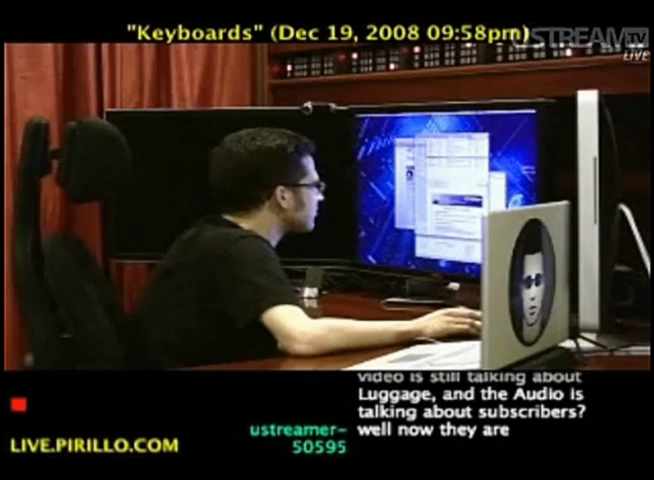 "Keyboards" (Dec 19, 2008 09:58pm)
USTREAM TV
LIVE
video is still talking about
Luggage, and the Audio is
talking about subscribers?
ustreamer- well now they are
50595
LIVE.PIRILLO.COM